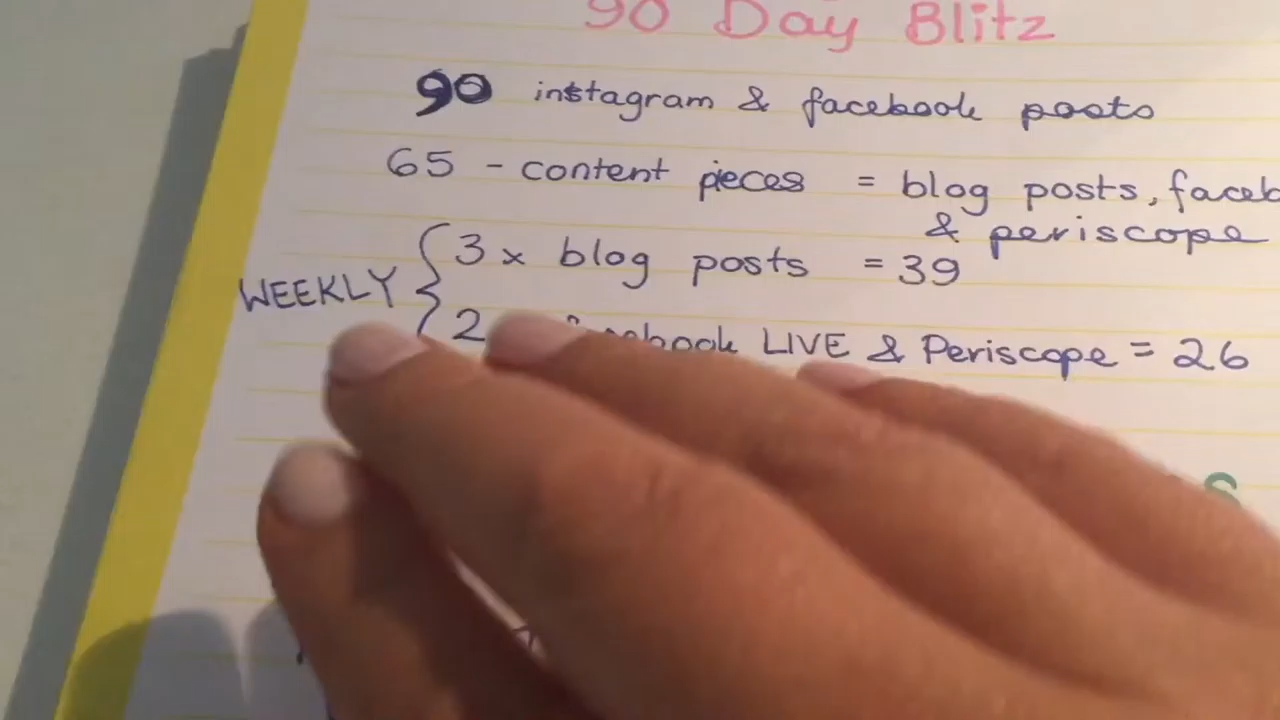 90 Day Blitz
90 instagram & facebook posts
65 - content pieces = blog posts, faceb
& periscope
WEEKLY { 3 x blog posts = 39
2 LIVE & Periscope = 26
S